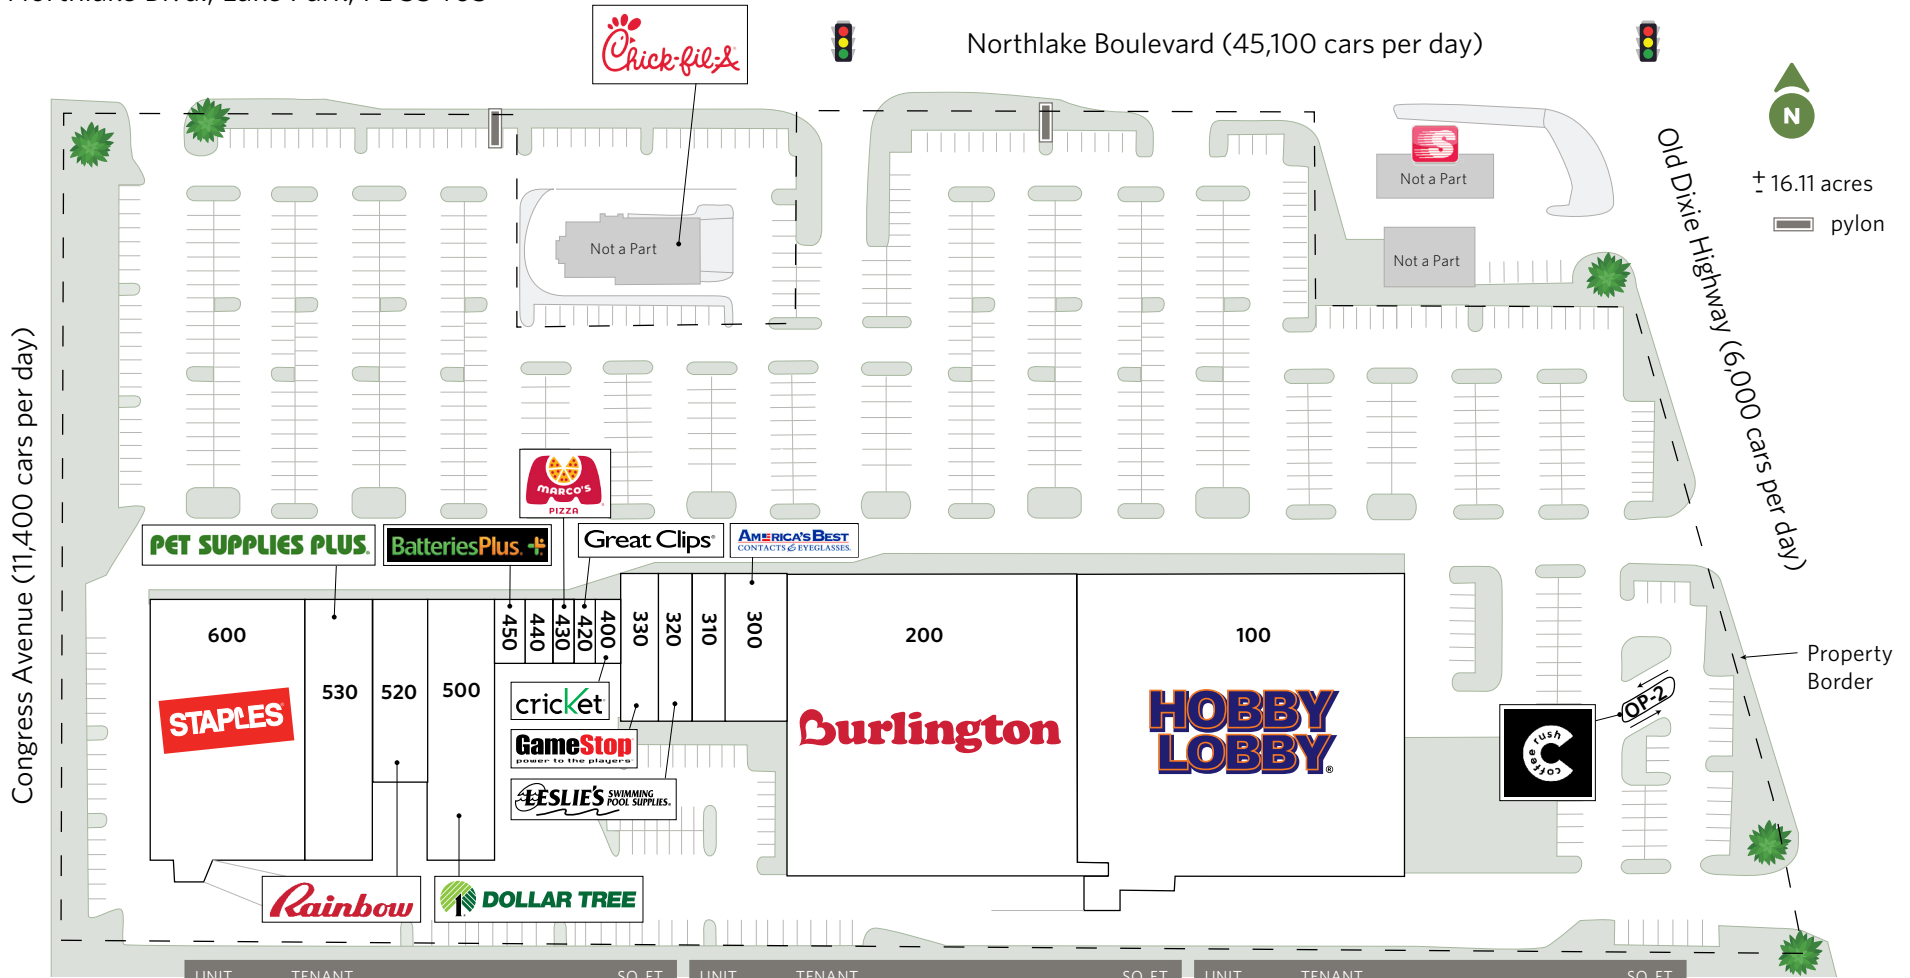 Chick-fil-A
Northlake Boulevard (45,100 cars per day)
N
± 16.11 acres
pylon
S
Not a Part
Not a Part
Not a Part
Old Dixie Highway (6,000 cars per day)
Congress Avenue (11,400 cars per day)
MARCO'S
PIZZA
PET SUPPLIES PLUS.
BatteriesPlus.
Great Clips®
AMERICA'S BEST
CONTACTS & EYEGLASSES.
600
530
520
500
450
440
430
420
400
330
320
310
300
200
100
STAPLES
cricket
GameStop
power to the players
LESLIE'S SWIMMING
POOL SUPPLIES.
Burlington
HOBBY
LOBBY®
OP-2
coffee rush
Property
Border
Rainbow
DOLLAR TREE
UNIT TENANT SQ FT
UNIT TENANT SQ FT
UNIT TENANT SQ FT